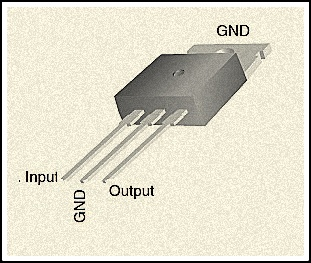 GND
. Input
GND
Output